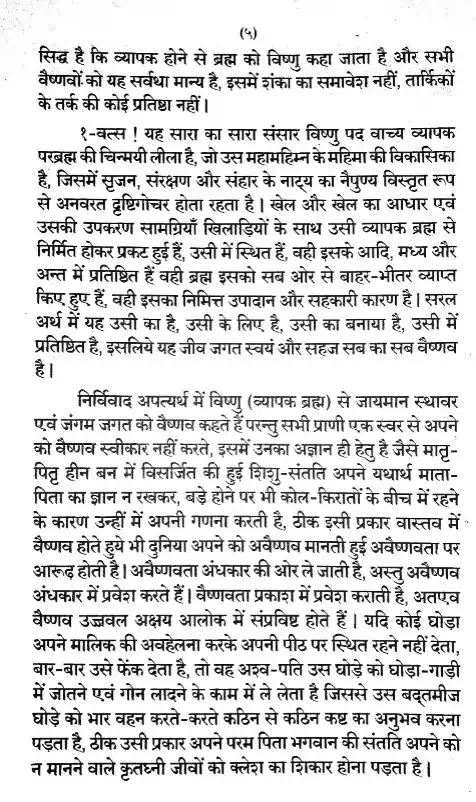 (५)
सिद्ध है कि व्यापक होने से ब्रह्म को विष्णु कहा जाता है और सभी
वैष्णवों को यह सर्वथा मान्य है, इसमें शंका का समावेश नहीं, तार्किकों
के तर्क की कोई प्रतिष्ठा नहीं।
१-वत्स ! यह सारा का सारा संसार विष्णु पद वाच्य व्यापक
परब्रह्म की चिन्मयी लीला है, जो उस महामहिम्न के महिमा की विकासिका
है, जिसमें सृजन, संरक्षण और संहार के नाट्य का नैपुण्य विस्तृत रूप
से अनवरत दृष्टिगोचर होता रहता है। खेल और खेल का आधार एवं
उसकी उपकरण सामग्रियाँ खिलाड़ियों के साथ उसी व्यापक ब्रह्म से
निर्मित होकर प्रकट हुई हैं, उसी में स्थित हैं, वही इसके आदि, मध्य और
अन्त में प्रतिष्ठित हैं वही ब्रह्म इसको सब ओर से बाहर-भीतर व्याप्त
किए हुए हैं, वही इसका निमित्त उपादान और सहकारी कारण है। सरल
अर्थ में यह उसी का है, उसी के लिए है, उसी का बनाया है, उसी में
प्रतिष्ठित है, इसलिये यह जीव जगत स्वयं और सहज सब का सब वैष्णव
है।
निर्विवाद अपत्यर्थ में विष्णु (व्यापक ब्रह्म) से जायमान स्थावर
एवं जंगम जगत को वैष्णव कहते हैं परन्तु सभी प्राणी एक स्वर से अपने
को वैष्णव स्वीकार नहीं करते, इसमें उनका अज्ञान ही हेतु है जैसे मातृ-
पितृ हीन बन में विसर्जित की हुई शिशु-संतति अपने यथार्थ माता-
पिता का ज्ञान न रखकर, बड़े होने पर भी कोल-किरातों के बीच में रहने
के कारण उन्हीं में अपनी गणना करती है, ठीक इसी प्रकार वास्तव में
वैष्णव होते हुये भी दुनिया अपने को अवैष्णव मानती हुई अवैष्णवता पर
आरूढ़ होती है। अवैष्णवता अंधकार की ओर ले जाती है, अस्तु अवैष्णव
अंधकार में प्रवेश करते हैं। वैष्णवता प्रकाश में प्रवेश कराती है, अतएव
वैष्णव उज्जवल अक्षय आलोक में संप्रविष्ट होते हैं। यदि कोई घोड़ा
अपने मालिक की अवहेलना करके अपनी पीठ पर स्थित रहने नहीं देता,
बार-बार उसे फेंक देता है, तो वह अश्व-पति उस घोड़े को घोड़ा-गाड़ी
में जोतने एवं गोन लादने के काम में ले लेता है जिससे उस बद्तमीज
घोड़े को भार वहन करते-करते कठिन से कठिन कष्ट का अनुभव करना
पड़ता है, ठीक उसी प्रकार अपने परम पिता भगवान की संतति अपने को
न मानने वाले कृतघ्नी जीवों को क्लेश का शिकार होना पड़ता है।